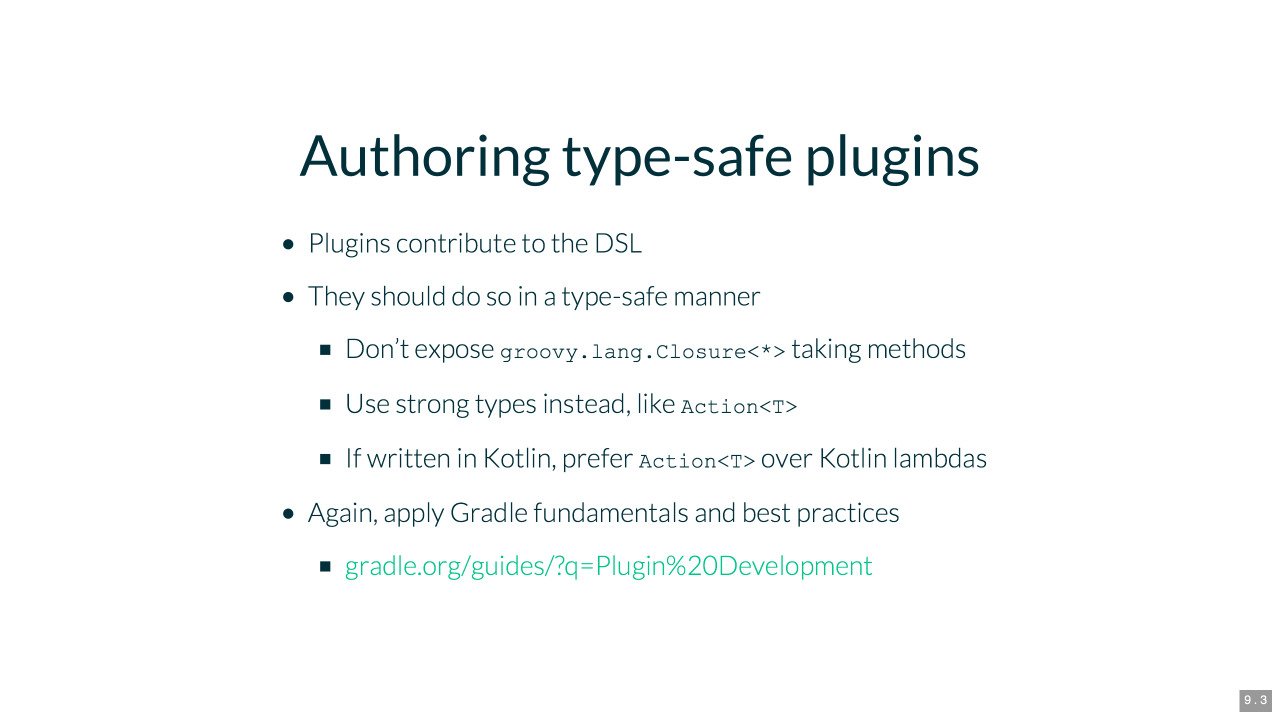 Authoring type-safe plugins
• Plugins contribute to the DSL
• They should do so in a type-safe manner
▪ Don’t expose groovy.lang.Closure<*> taking methods
▪ Use strong types instead, like Action<T>
▪ If written in Kotlin, prefer Action<T> over Kotlin lambdas
• Again, apply Gradle fundamentals and best practices
▪ gradle.org/guides/?q=Plugin%20Development
9.3